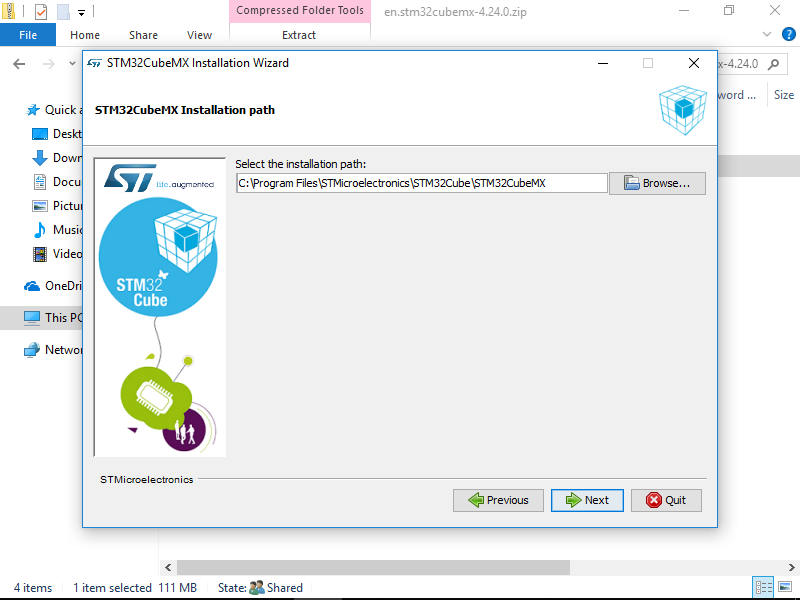 Compressed Folder Tools
en.stm32cubemx-4.24.0.zip
File Home Share View Extract
x-4.24.0
STM32CubeMX Installation Wizard
STM32CubeMX Installation path
Quick a
Deskt
Down
Docu
Pictu
Music
Video
OneDri
This PC
Networ
word ...
Size
life.augmented
STM32
Cube
Select the installation path:
C:\Program Files\STMicroelectronics\STM32Cube\STM32CubeMX
Browse...
STMicroelectronics
Previous
Next
Quit
4 items 1 item selected 111 MB State: Shared